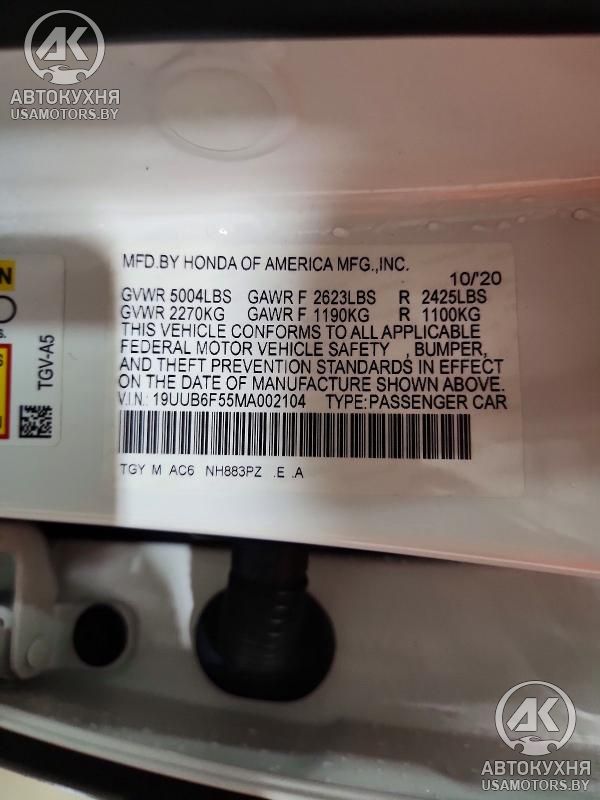 AK
АВТОКУХНЯ
USAMOTORS.BY
MFD.BY HONDA OF AMERICA MFG.,INC.
10/'20
GVWR 5004LBS GAWR F 2623LBS R 2425LBS
GVWR 2270KG GAWR F 1190KG R 1100KG
THIS VEHICLE CONFORMS TO ALL APPLICABLE
FEDERAL MOTOR VEHICLE SAFETY , BUMPER,
AND THEFT PREVENTION STANDARDS IN EFFECT
ON THE DATE OF MANUFACTURE SHOWN ABOVE.
V.I.N.: 19UUB6F55MA002104 TYPE:PASSENGER CAR
TGY M AC6 NH883PZ .E .A
TGV-A5
AK
АВТОКУХНЯ
USAMOTORS.BY